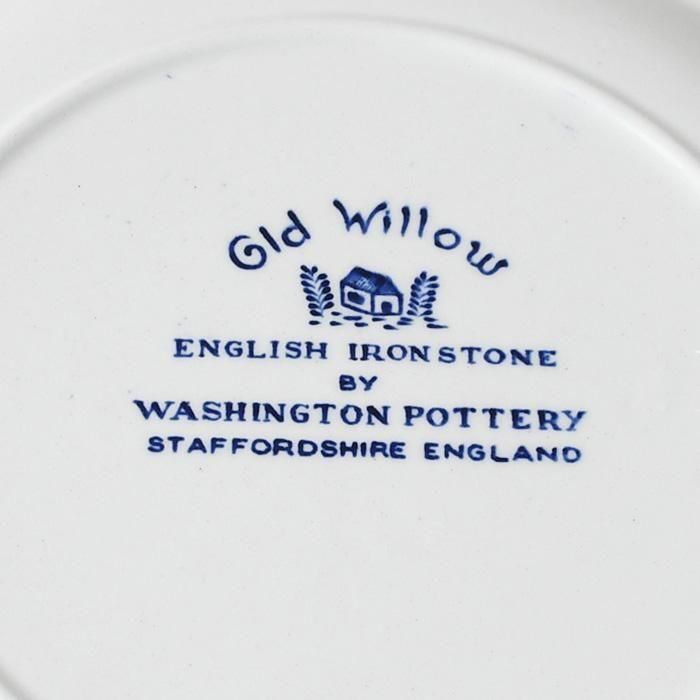 Old Willow
ENGLISH IRONSTONE
BY
WASHINGTON POTTERY
STAFFORDSHIRE ENGLAND